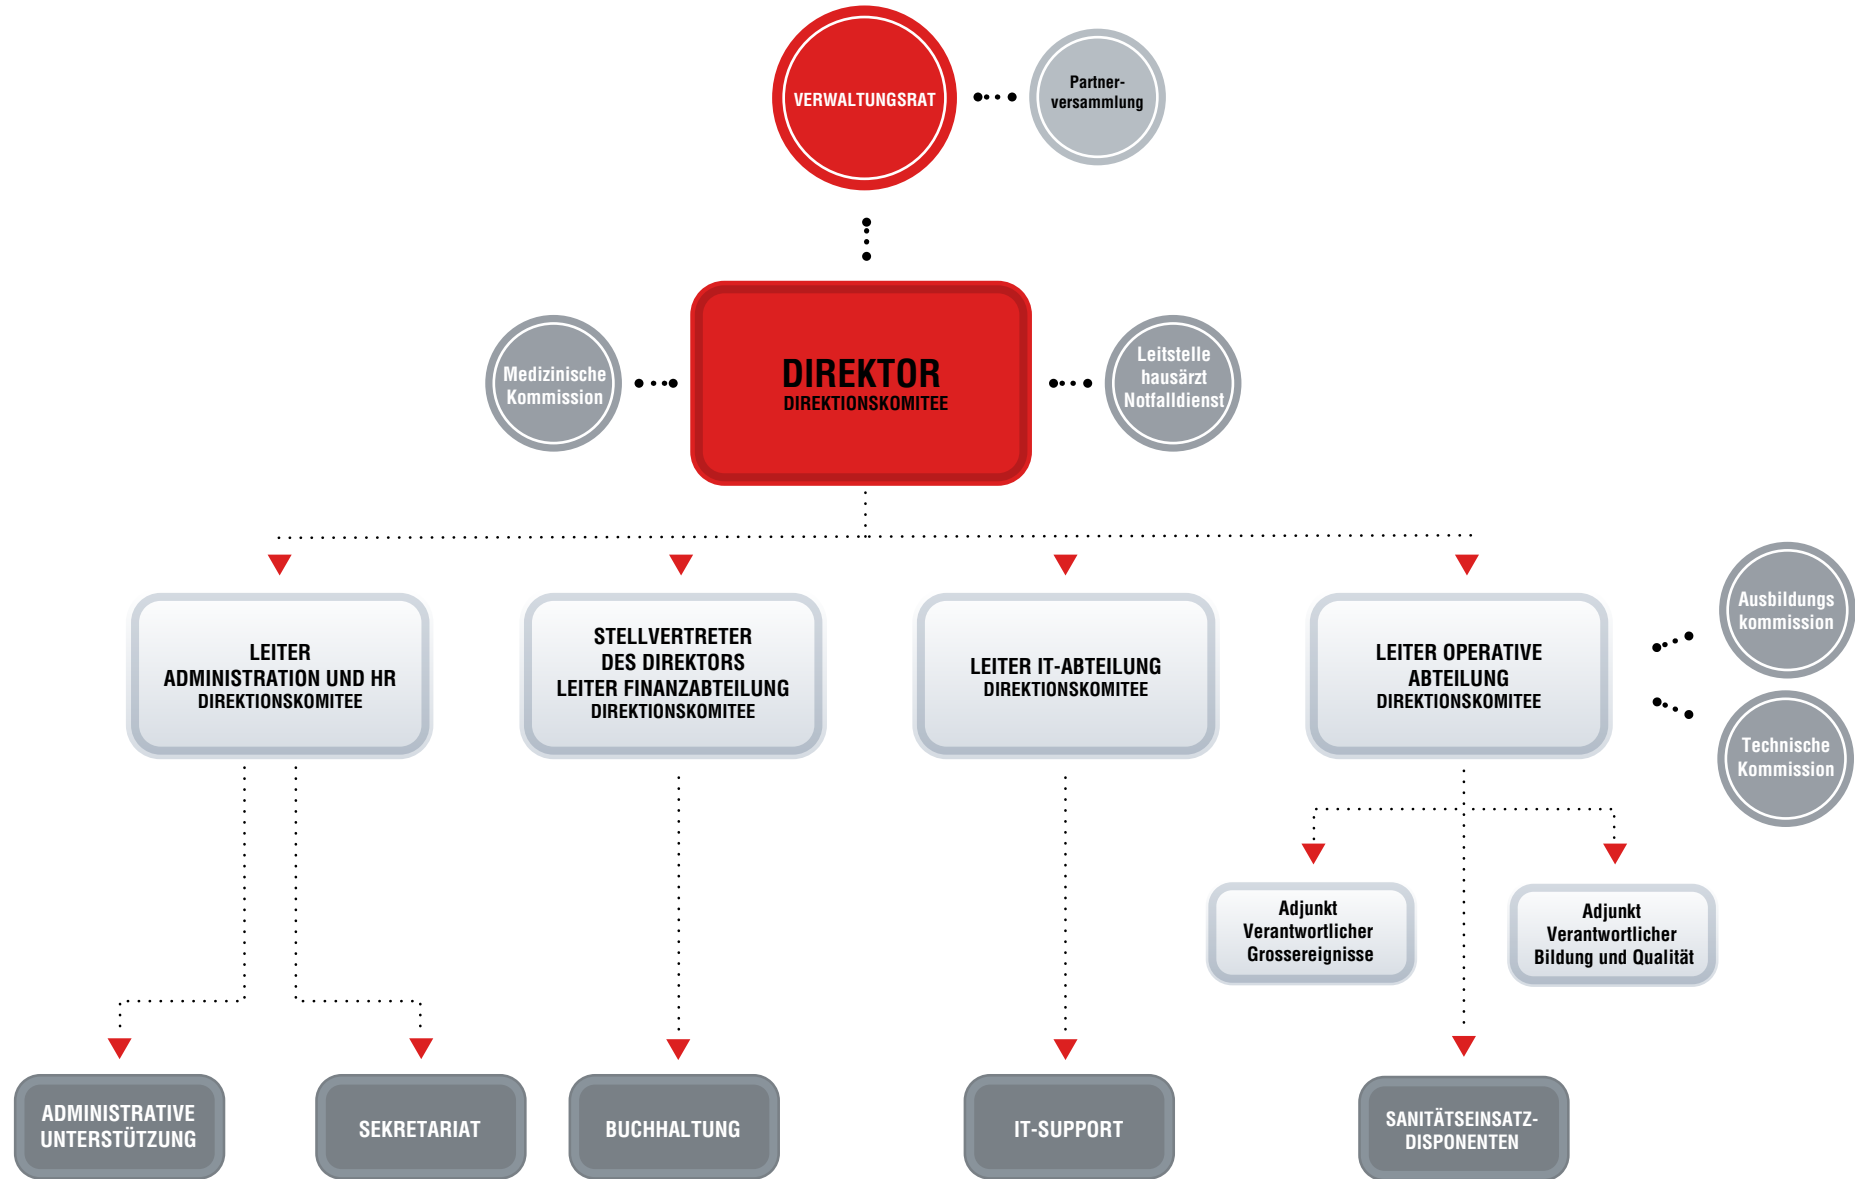 VERWALTUNGSRAT
Partner-
versammlung
Medizinische
Kommission
DIREKTOR
DIREKTIONSKOMITEE
Leitstelle
hausärzt
Notfalldienst
LEITER
ADMINISTRATION UND HR
DIREKTIONSKOMITEE
STELLVERTRETER
DES DIREKTORS
LEITER FINANZABTEILUNG
DIREKTIONSKOMITEE
LEITER IT-ABTEILUNG
DIREKTIONSKOMITEE
LEITER OPERATIVE
ABTEILUNG
DIREKTIONSKOMITEE
Ausbildungs
kommission
Technische
Kommission
Adjunkt
Verantwortlicher
Grossereignisse
Adjunkt
Verantwortlicher
Bildung und Qualität
ADMINISTRATIVE
UNTERSTÜTZUNG
SEKRETARIAT
BUCHHALTUNG
IT-SUPPORT
SANITÄTSEINSATZ-
DISPONENTEN